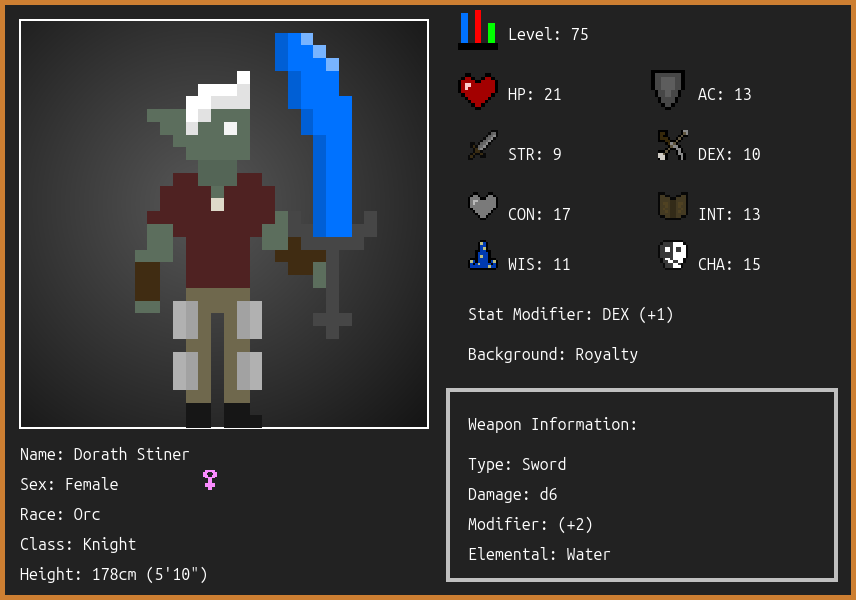 Level: 75
HP: 21
AC: 13
STR: 9
DEX: 10
CON: 17
INT: 13
WIS: 11
CHA: 15
Stat Modifier: DEX (+1)
Background: Royalty
Name: Dorath Stiner
Sex: Female
Race: Orc
Class: Knight
Height: 178cm (5'10")
Weapon Information:
Type: Sword
Damage: d6
Modifier: (+2)
Elemental: Water